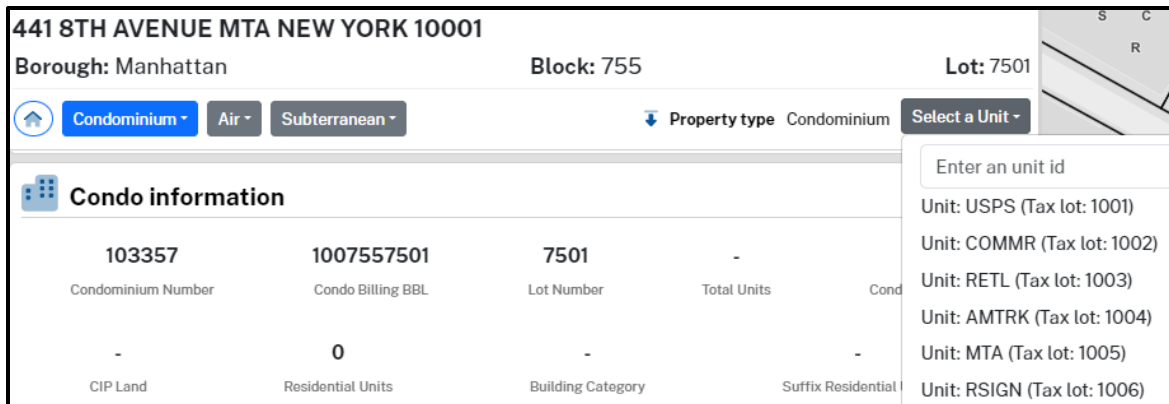 441 8TH AVENUE MTA NEW YORK 10001
S C
R
Borough: Manhattan Block: 755 Lot: 7501
Condominium Air Subterranean Property type Condominium Select a Unit
Enter an unit id
Condo information
Unit: USPS (Tax lot: 1001)
Unit: COMMR (Tax lot: 1002)
103357 1007557501 7501 -
Condominium Number Condo Billing BBL Lot Number Total Units Cond
Unit: RETL (Tax lot: 1003)
Unit: AMTRK (Tax lot: 1004)
- 0 - -
Unit: MTA (Tax lot: 1005)
CIP Land Residential Units Building Category Suffix Residential
Unit: RSIGN (Tax lot: 1006)